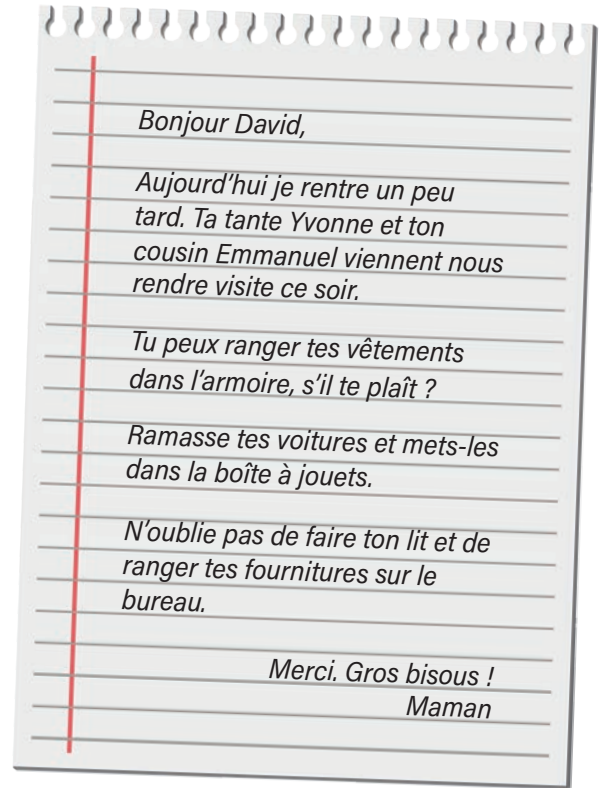 Bonjour David,
Aujourd'hui je rentre un peu
tard. Ta tante Yvonne et ton
cousin Emmanuel viennent nous
rendre visite ce soir.
Tu peux ranger tes vêtements
dans l'armoire, s'il te plaît ?
Ramasse tes voitures et mets-les
dans la boîte à jouets.
N'oublie pas de faire ton lit et de
ranger tes fournitures sur le
bureau.
Merci. Gros bisous !
Maman